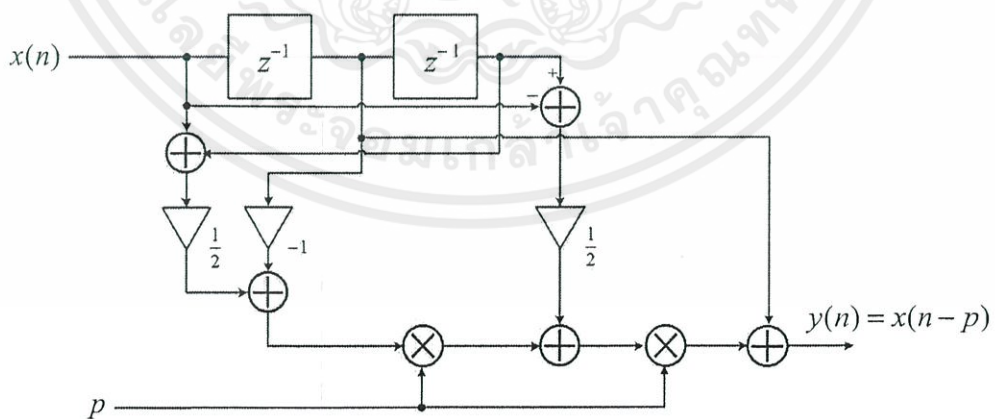 x(n)
z⁻¹
z⁻¹
+
−
1/2
−1
1/2
y(n) = x(n−p)
p